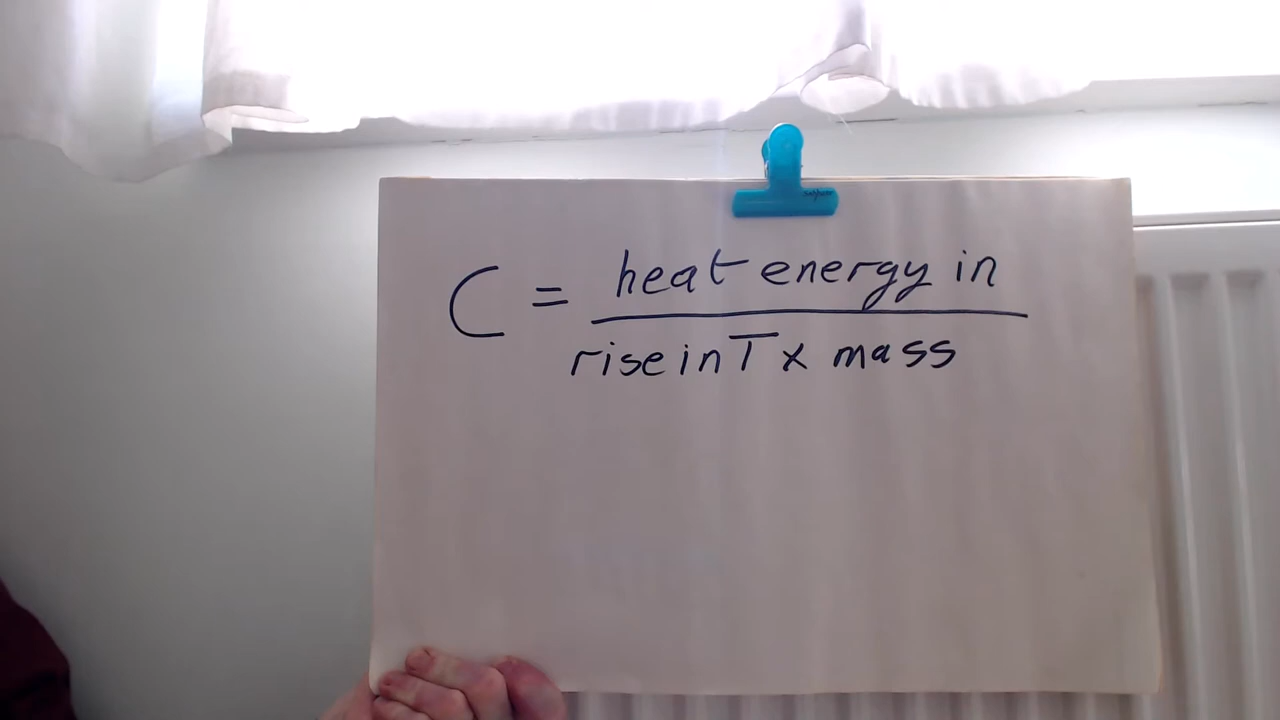 C = heat energy in
rise in T x mass